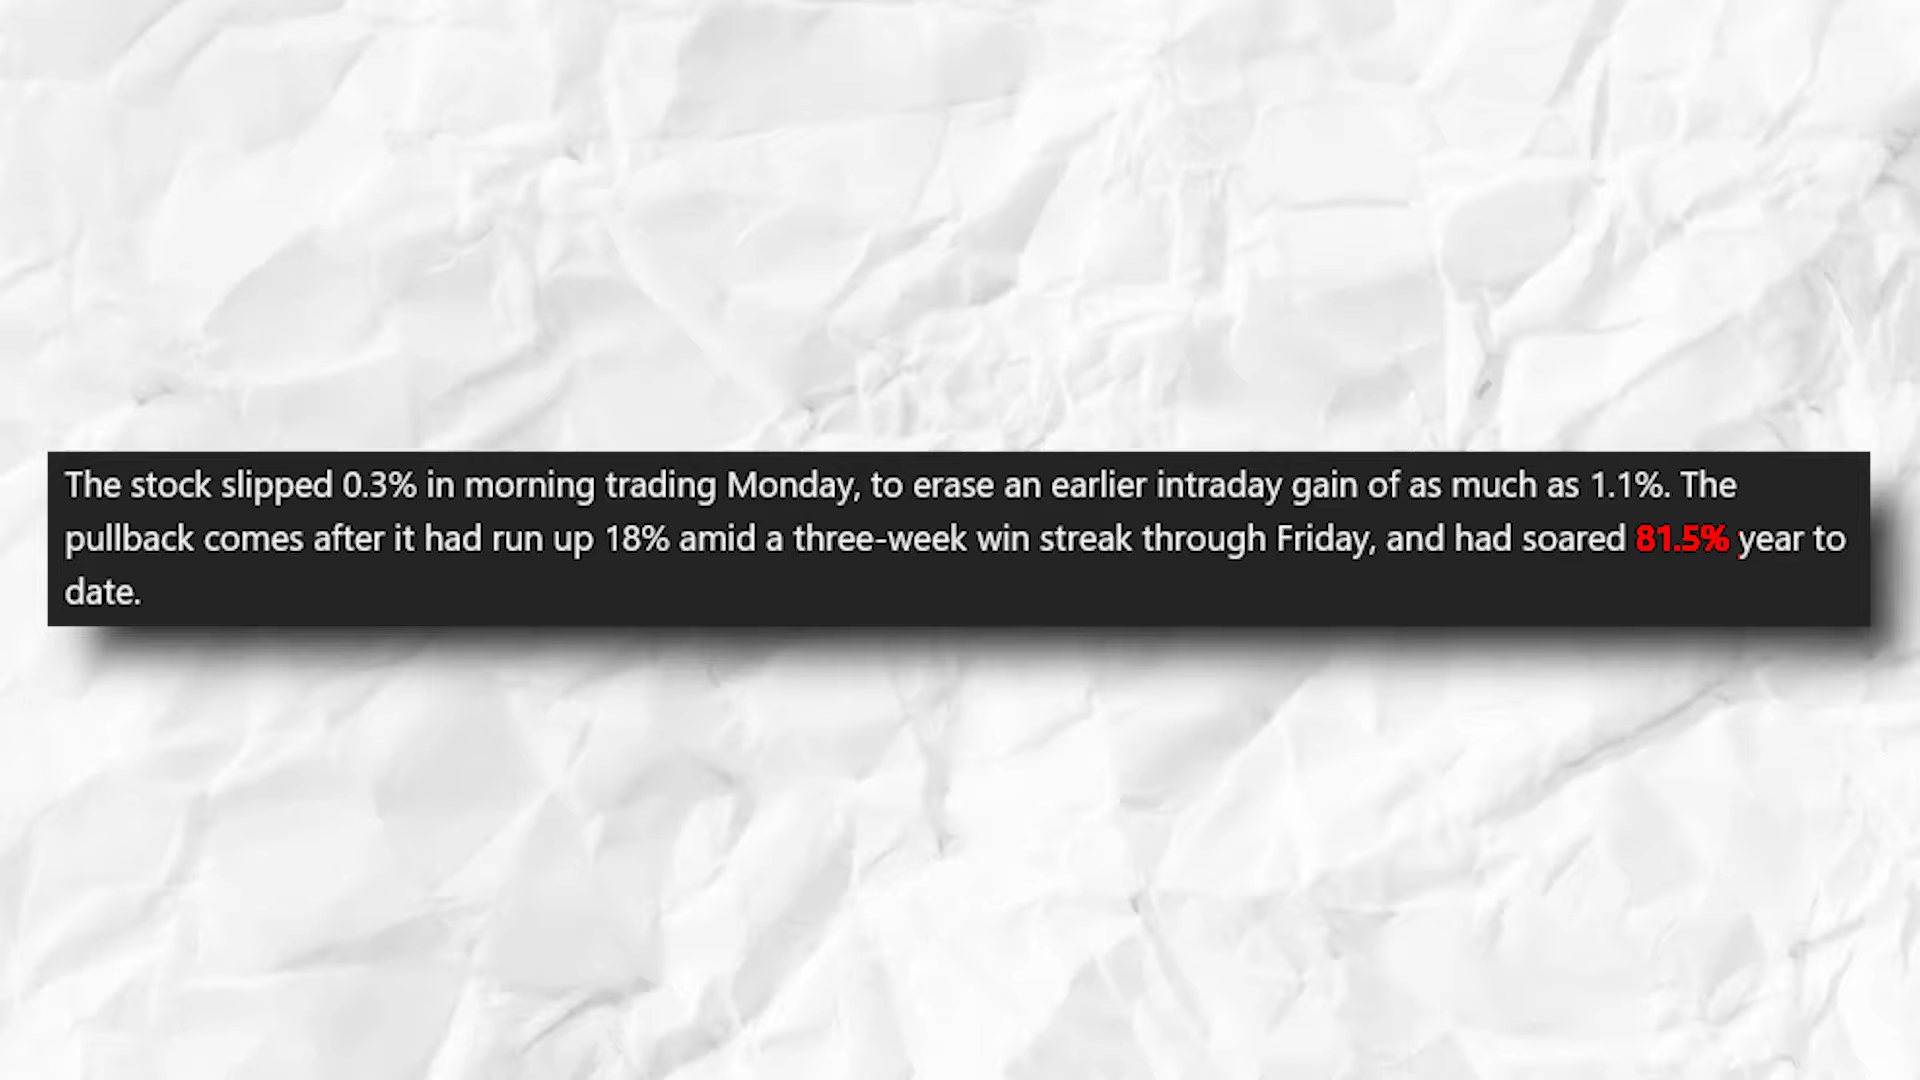 The stock slipped 0.3% in morning trading Monday, to erase an earlier intraday gain of as much as 1.1%. The
pullback comes after it had run up 18% amid a three-week win streak through Friday, and had soared 81.5% year to
date.